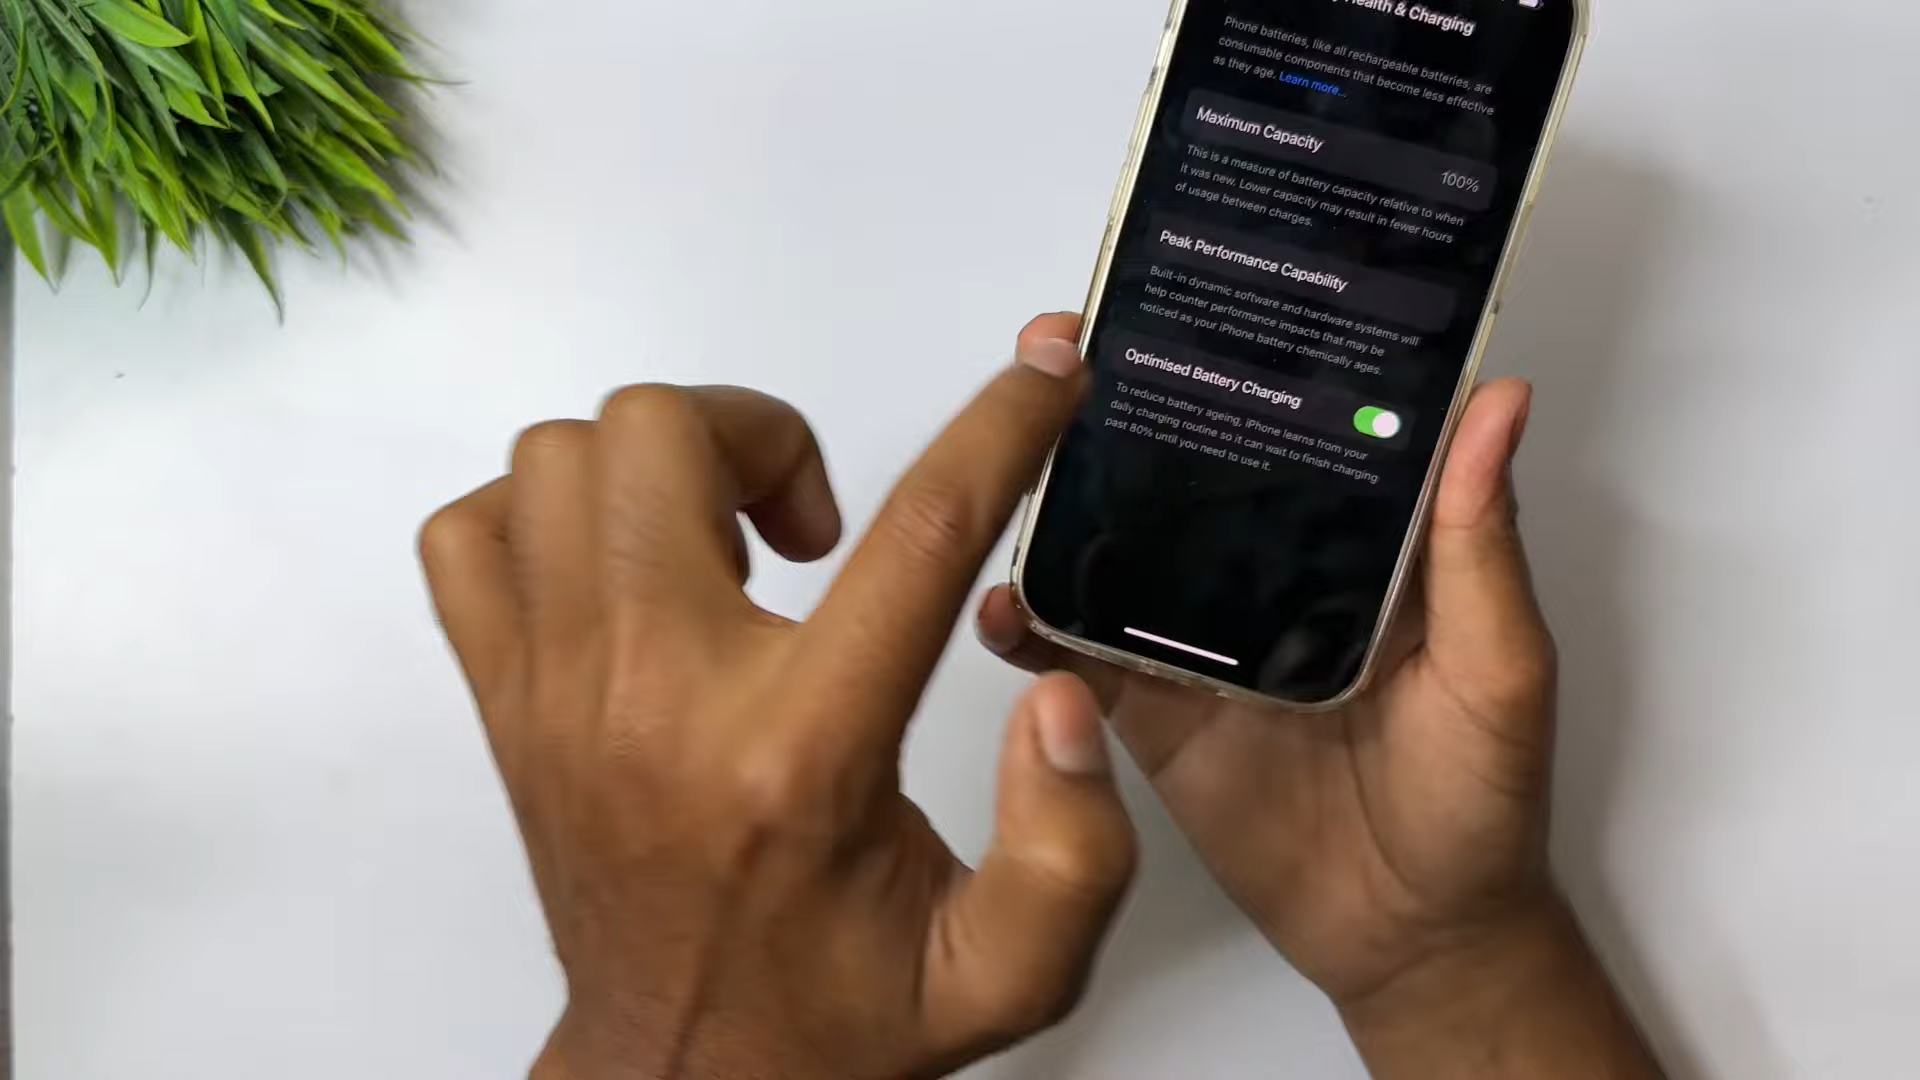 Health & Charging
Phone batteries, like all rechargeable batteries, are
consumable components that become less effective
as they age. Learn more...
Maximum Capacity
100%
This is a measure of battery capacity relative to when
it was new. Lower capacity may result in fewer hours
of usage between charges.
Peak Performance Capability
Built-in dynamic software and hardware systems will
help counter performance impacts that may be
noticed as your iPhone battery chemically ages.
Optimised Battery Charging
To reduce battery ageing, iPhone learns from your
daily charging routine so it can wait to finish charging
past 80% until you need to use it.